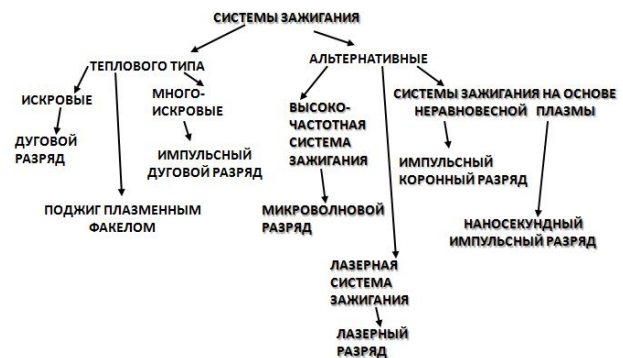 СИСТЕМЫ ЗАЖИГАНИЯ
ТЕПЛОВОГО ТИПА
АЛЬТЕРНАТИВНЫЕ
ИСКРОВЫЕ
МНОГО-
ИСКРОВЫЕ
ДУГОВОЙ
РАЗРЯД
ИМПУЛЬСНЫЙ
ДУГОВОЙ РАЗРЯД
ПОДЖИГ ПЛАЗМЕННЫМ
ФАКЕЛОМ
ВЫСОКО-
ЧАСТОТНАЯ
СИСТЕМА
ЗАЖИГАНИЯ
МИКРОВОЛНОВОЙ
РАЗРЯД
СИСТЕМЫ ЗАЖИГАНИЯ НА ОСНОВЕ
НЕРАВНОВЕСНОЙ ПЛАЗМЫ
ИМПУЛЬСНЫЙ
КОРОННЫЙ РАЗРЯД
НАНОСЕКУНДНЫЙ
ИМПУЛЬСНЫЙ РАЗРЯД
ЛАЗЕРНАЯ
СИСТЕМА
ЗАЖИГАНИЯ
ЛАЗЕРНЫЙ
РАЗРЯД